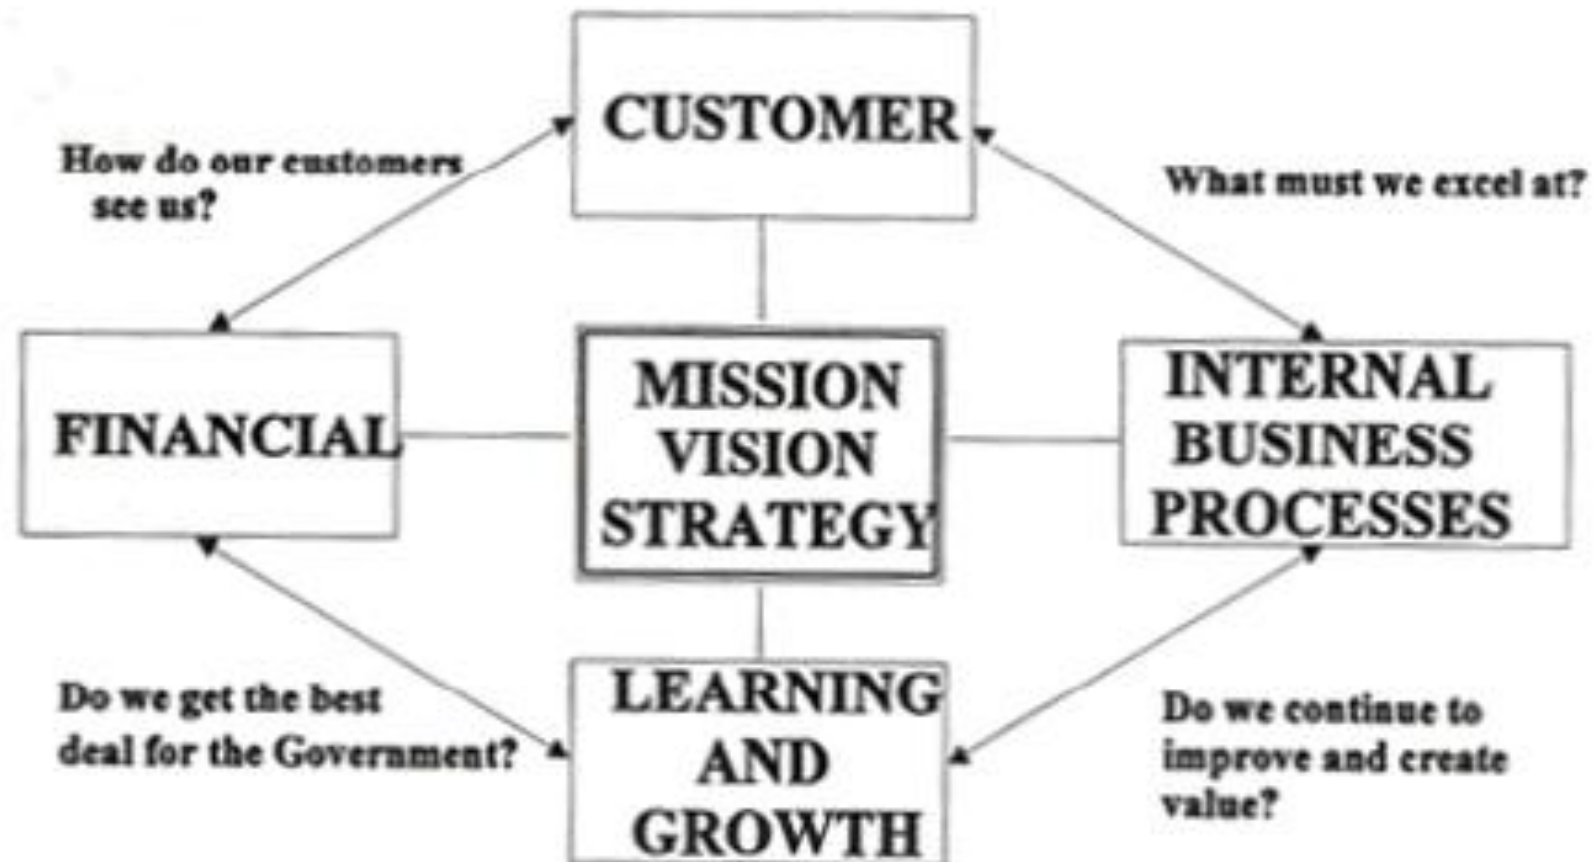 CUSTOMER
How do our customers
see us?
What must we excel at?
FINANCIAL
MISSION
VISION
STRATEGY
INTERNAL
BUSINESS
PROCESSES
Do we get the best
deal for the Government?
LEARNING
AND
GROWTH
Do we continue to
improve and create
value?